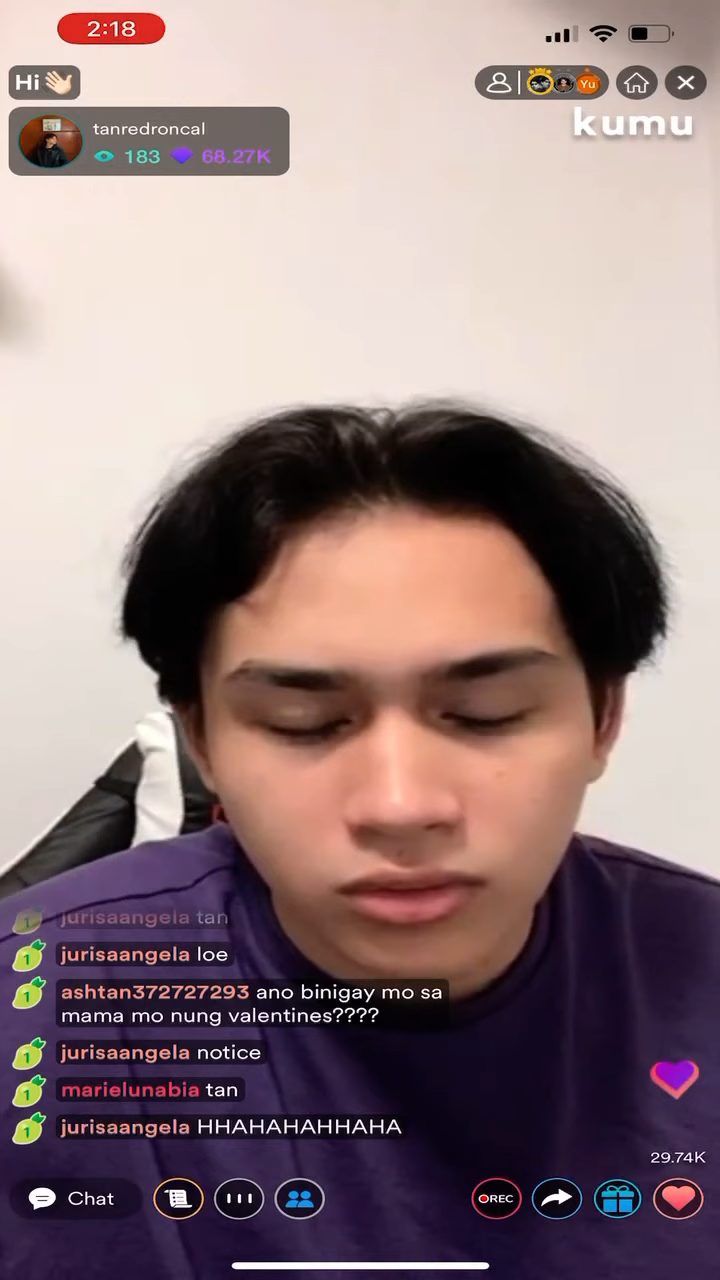 2:18
Hi👋🏻
Yu
tanredroncal
183 68.27K
kumu
jurisaangela tan
jurisaangela loe
ashtan372727293 ano binigay mo sa
mama mo nung valentines????
jurisaangela notice
marielunabia tan
jurisaangela HHAHAHAHHAHA
29.74K
Chat
REC